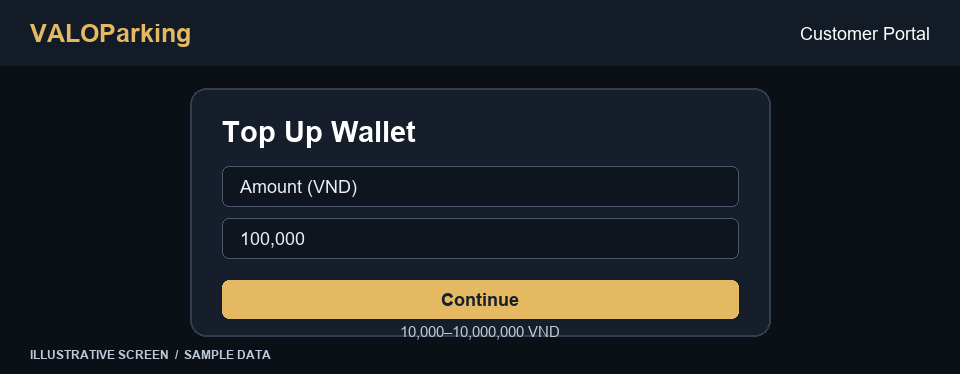 VALOParking
Customer Portal
Top Up Wallet
Amount (VND)
100,000
Continue
10,000–10,000,000 VND
ILLUSTRATIVE SCREEN / SAMPLE DATA